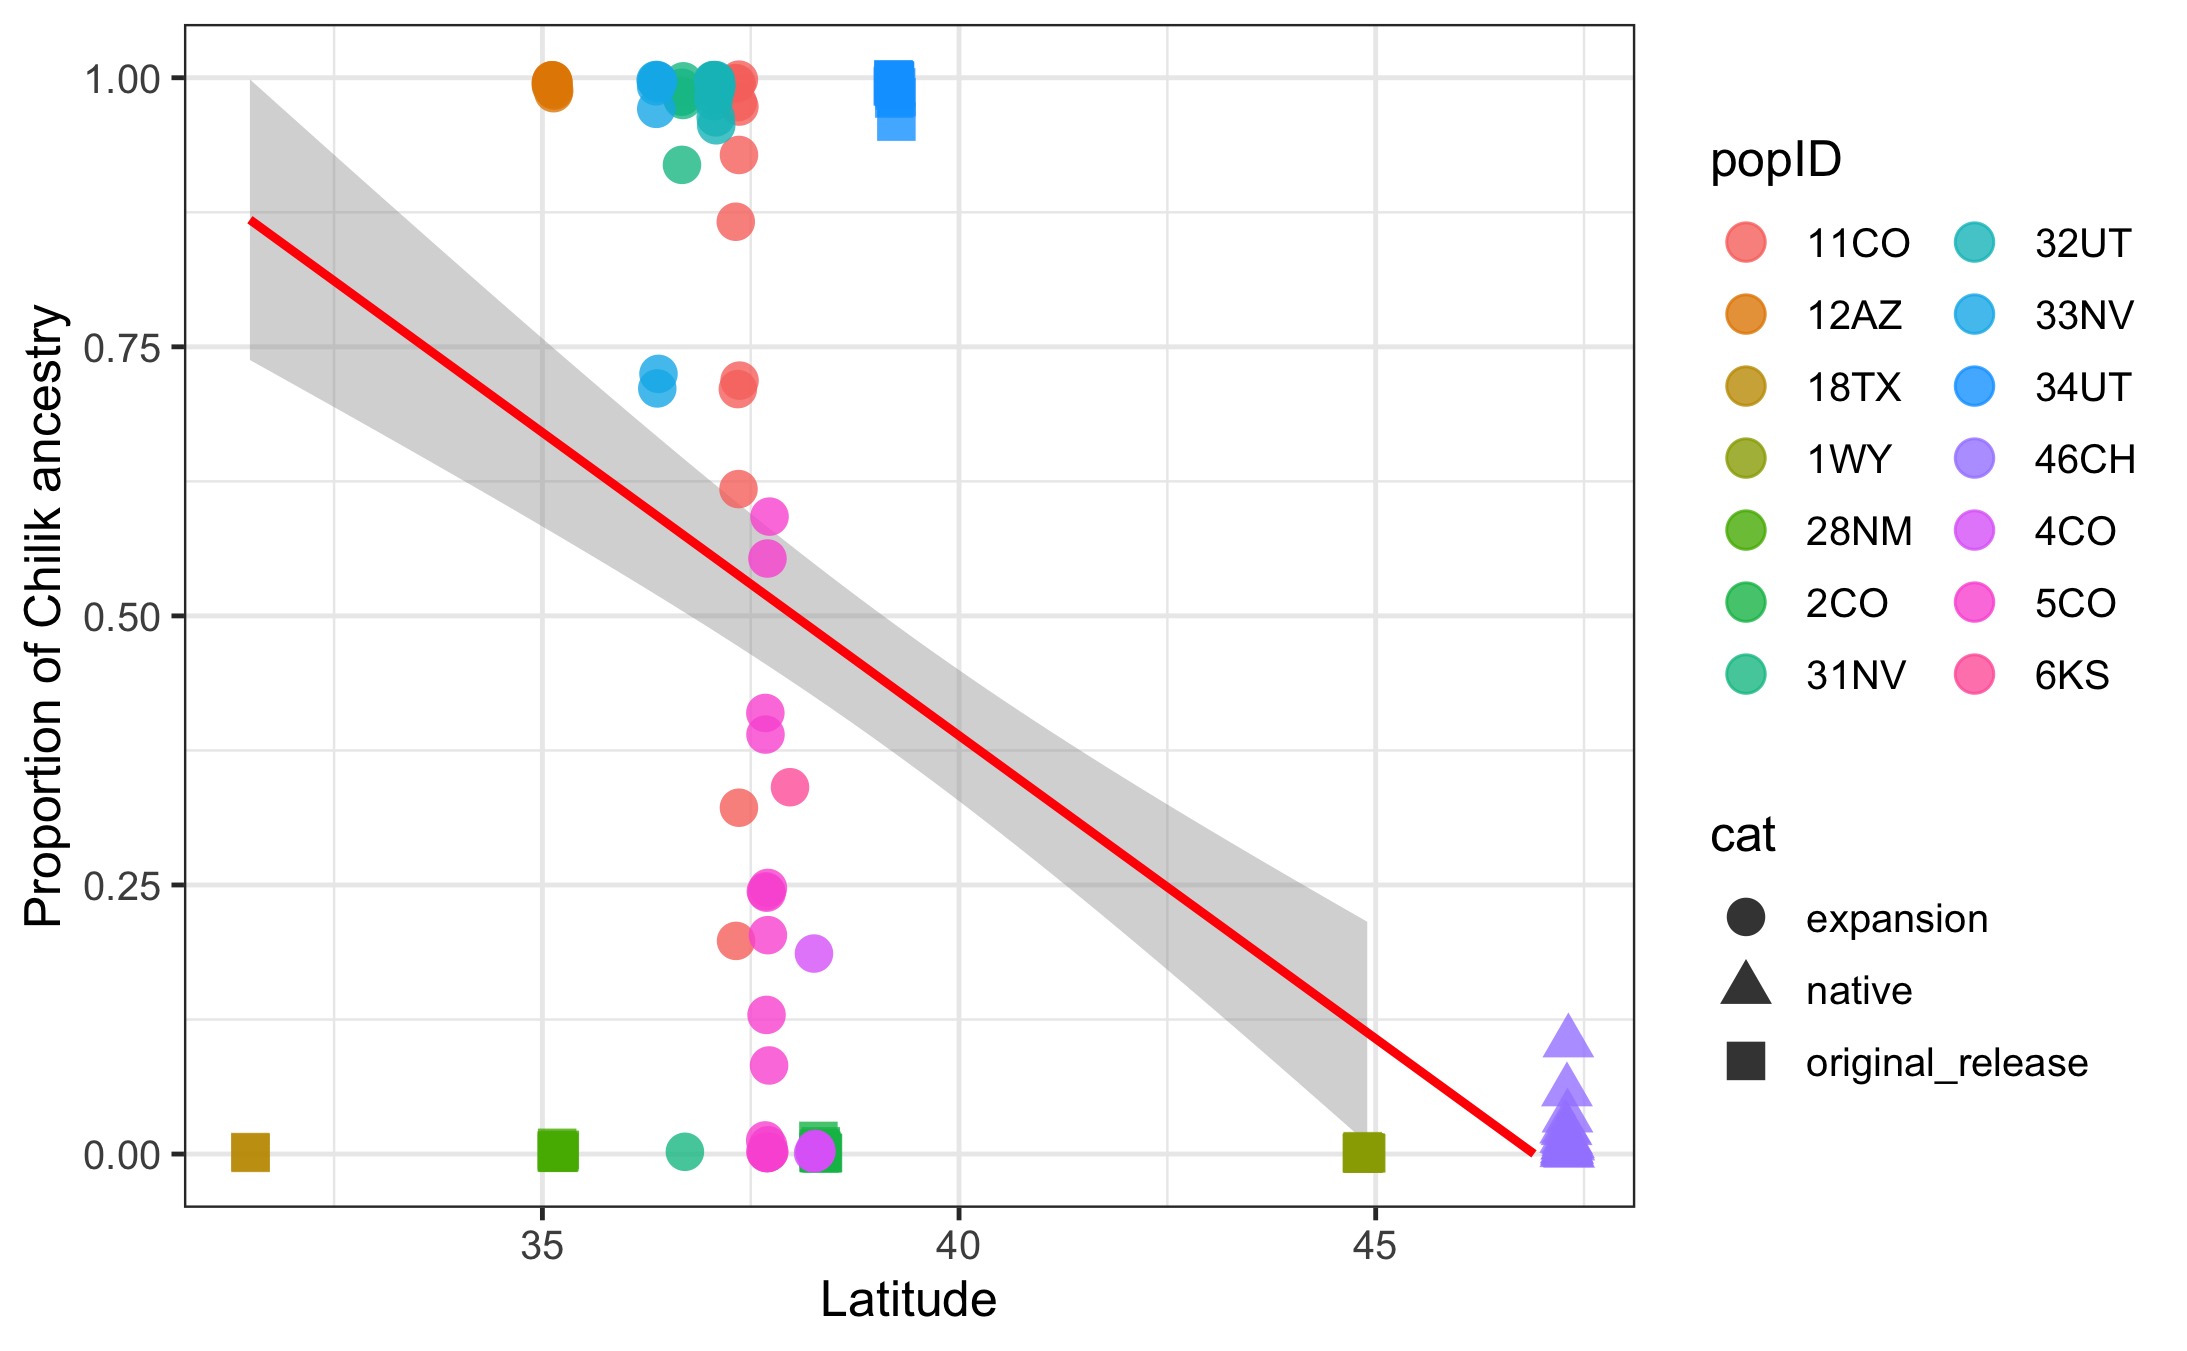 1.00
0.75
0.50
0.25
0.00
Proportion of Chilik ancestry
35
40
45
Latitude
popID
11CO
12AZ
18TX
1WY
28NM
2CO
31NV
32UT
33NV
34UT
46CH
4CO
5CO
6KS
cat
expansion
native
original_release